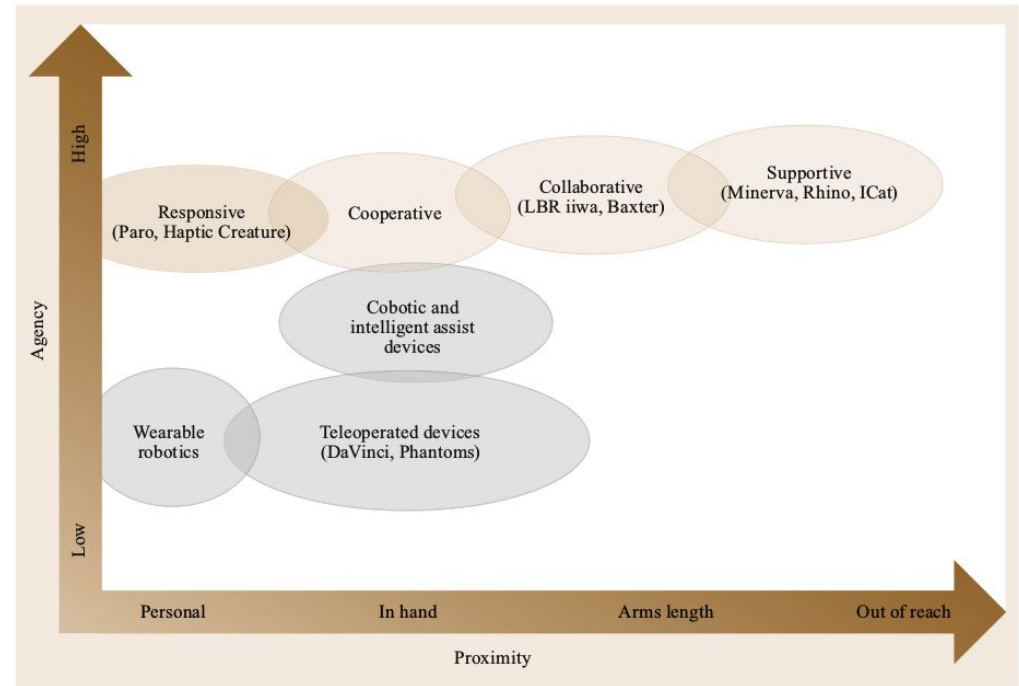 High
Supportive
(Minerva, Rhino, ICat)
Collaborative
(LBR iiwa, Baxter)
Responsive
(Paro, Haptic Creature)
Cooperative
Cobotic and
intelligent assist
devices
Agency
Wearable
robotics
Teleoperated devices
(DaVinci, Phantoms)
Low
Personal
In hand
Arms length
Out of reach
Proximity